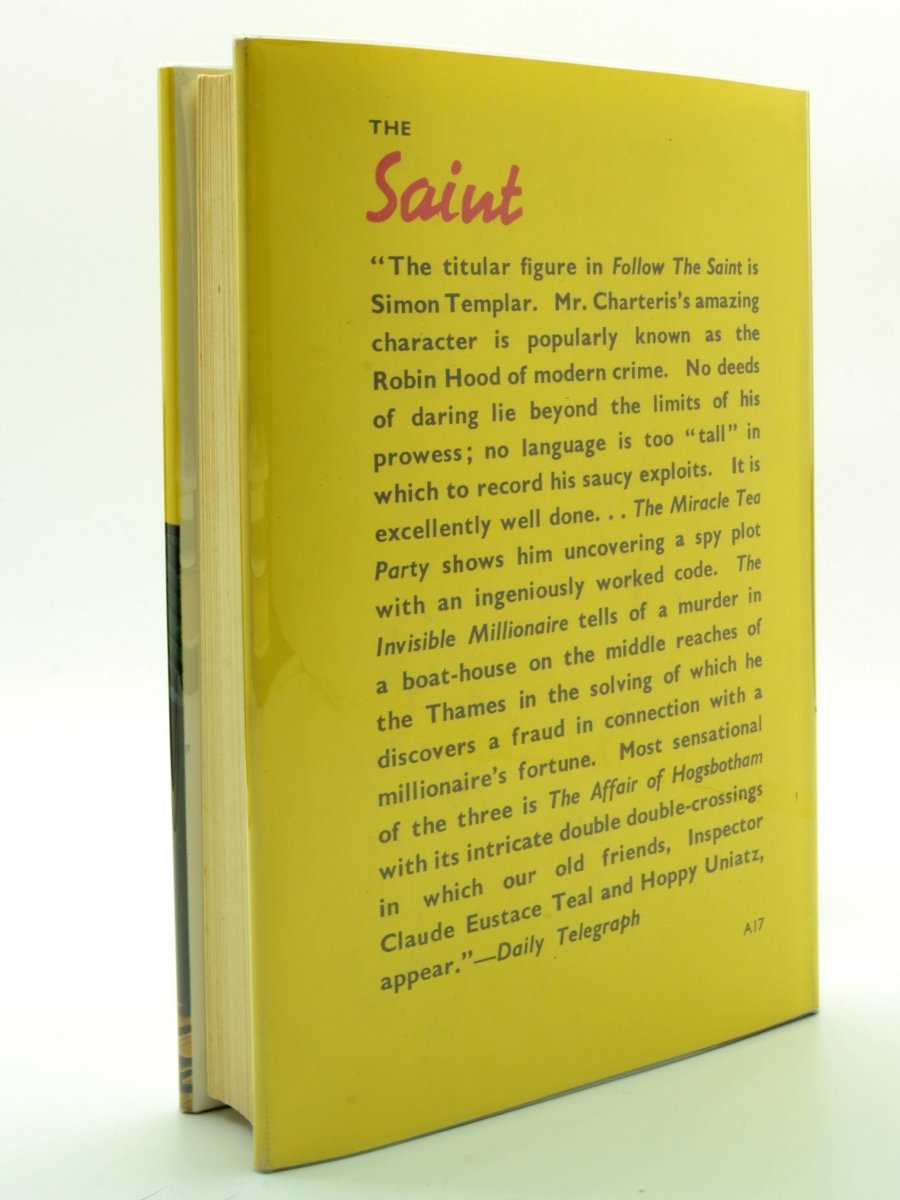 THE
Saint
“The titular figure in Follow The Saint is
Simon Templar. Mr. Charteris’s amazing
character is popularly known as the
Robin Hood of modern crime. No deeds
of daring lie beyond the limits of his
prowess; no language is too “tall” in
which to record his saucy exploits. It is
excellently well done. . . The Miracle Tea
Party shows him uncovering a spy plot
with an ingeniously worked code. The
Invisible Millionaire tells of a murder in
a boat-house on the middle reaches of
the Thames in the solving of which he
discovers a fraud in connection with a
millionaire’s fortune. Most sensational
of the three is The Affair of Hogsbotham
with its intricate double double-crossings
in which our old friends, Inspector
Claude Eustace Teal and Hoppy Uniatz,
appear.”—Daily Telegraph
A17